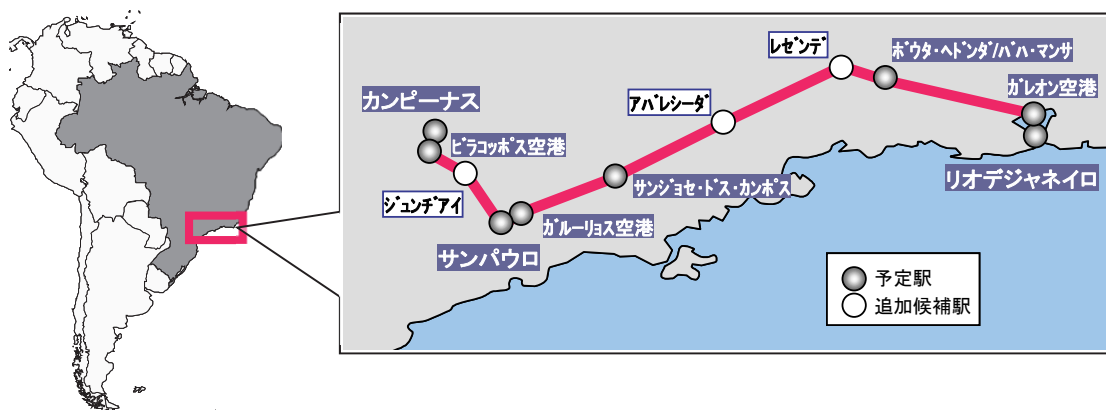 レゼンデ
ボウタ・ヘドンダ/バハ・マンサ
ガレオン空港
カンピーナス
アパレシーダ
ビラコッポス空港
サンジョセ・ドス・カンポス
リオデジャネイロ
ジュンディアイ
ガルーリョス空港
サンパウロ
予定駅
追加候補駅